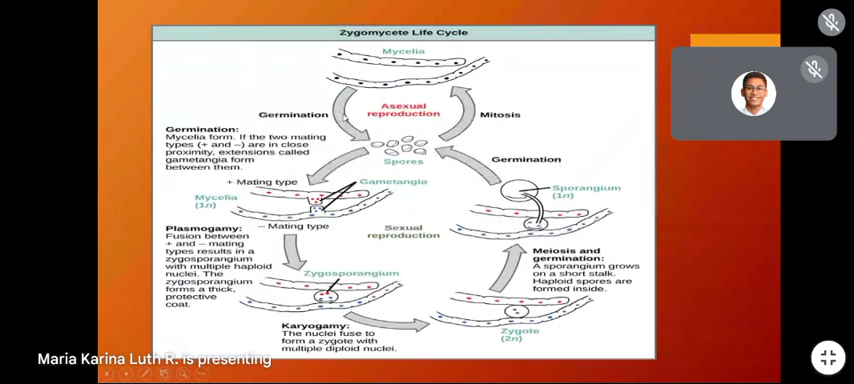 Zygomycete Life Cycle
Mycelia
Germination
Asexual
reproduction
Mitosis
Germination:
Mycelia form. If the two mating
types (+ and –) are in close
proximity, extensions called
gametangia form
between them.
Spores
Germination
+ Mating type
Gametangia
Mycelia
(1n)
– Mating type
Sporangium
(1n)
Sexual
reproduction
Plasmogamy:
Fusion between
+ and – mating
types results in a
zygosporangium
with multiple haploid
nuclei. The
zygosporangium
forms a thick,
protective
coat.
Zygosporangium
Meiosis and
germination:
A sporangium grows
on a short stalk.
Haploid spores are
formed inside.
Karyogamy:
The nuclei fuse to
form a zygote with
multiple diploid nuclei.
Zygote
(2n)
Maria Karina Luth R. is presenting